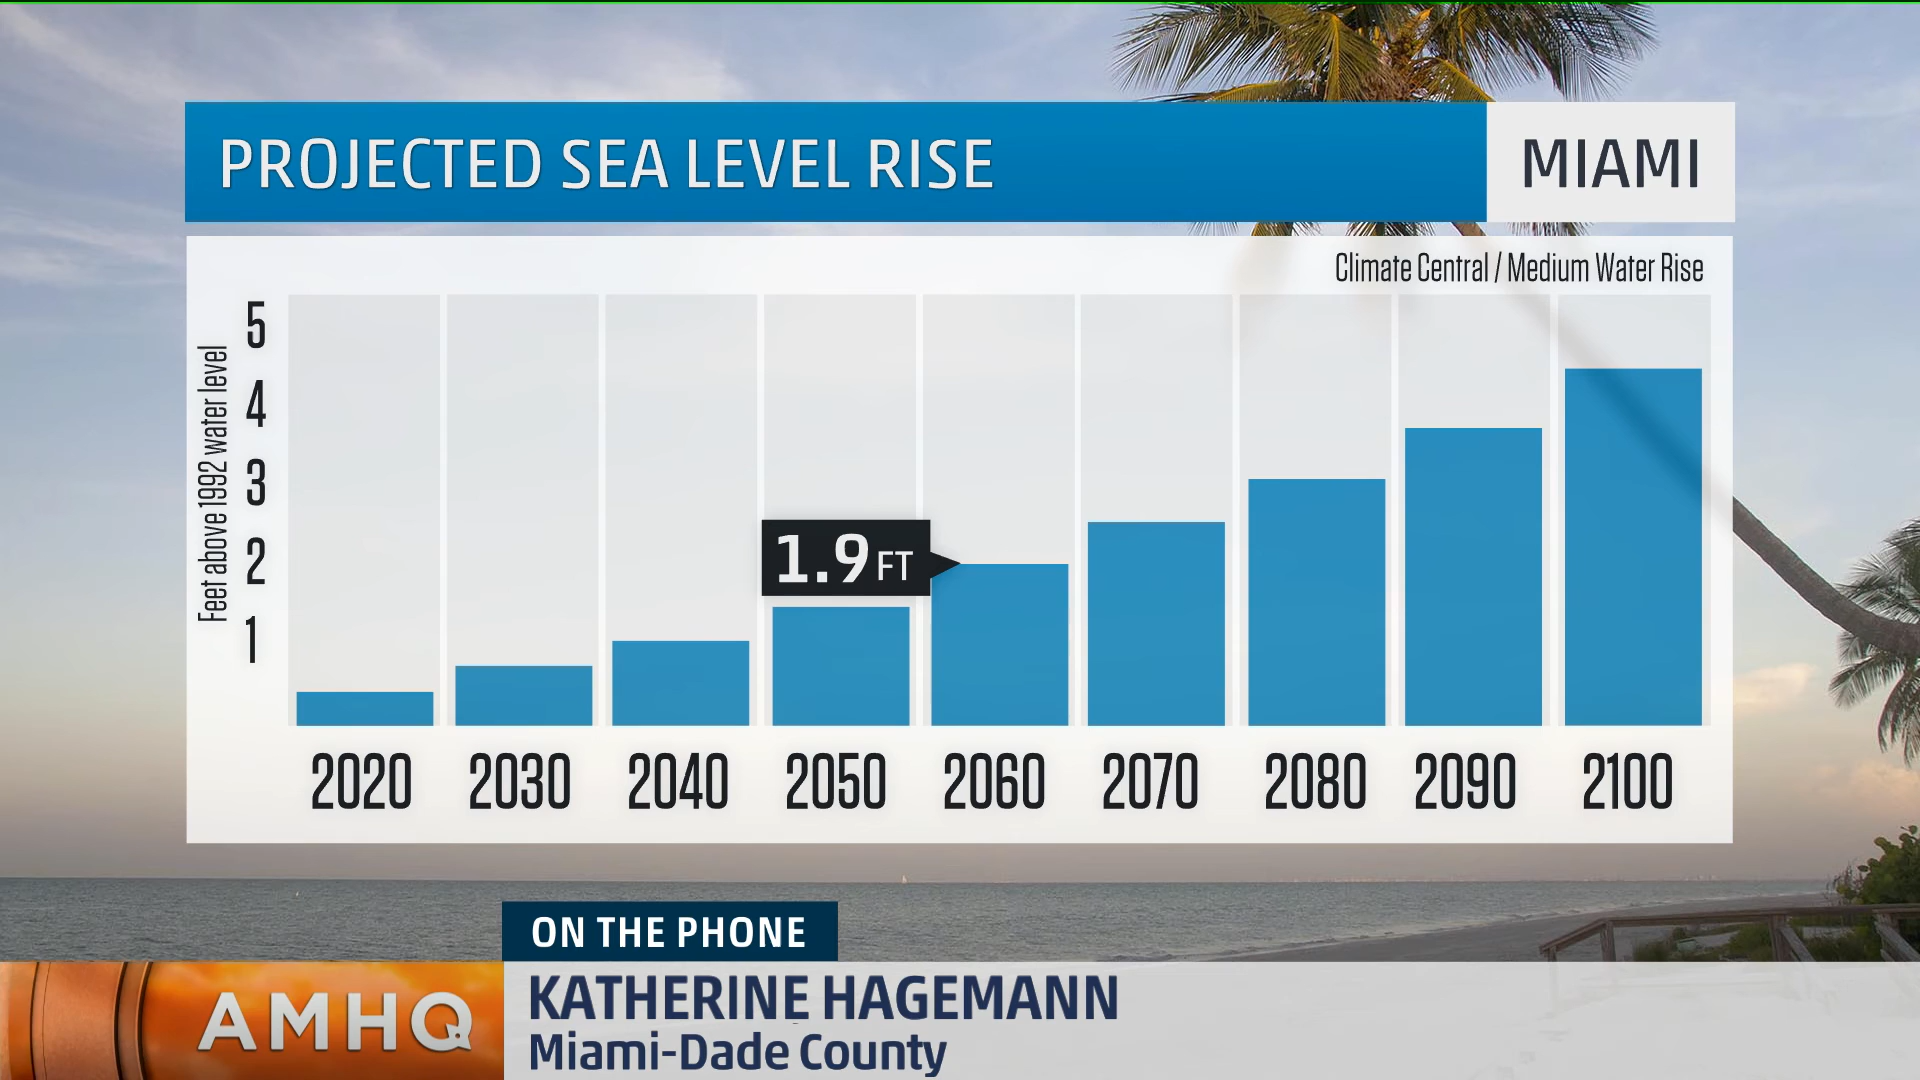 PROJECTED SEA LEVEL RISE
MIAMI
Climate Central / Medium Water Rise
Feet above 1992 water level
5
4
3
2
1
1.9 FT
2020 2030 2040 2050 2060 2070 2080 2090 2100
ON THE PHONE
AMHQ
KATHERINE HAGEMANN
Miami-Dade County